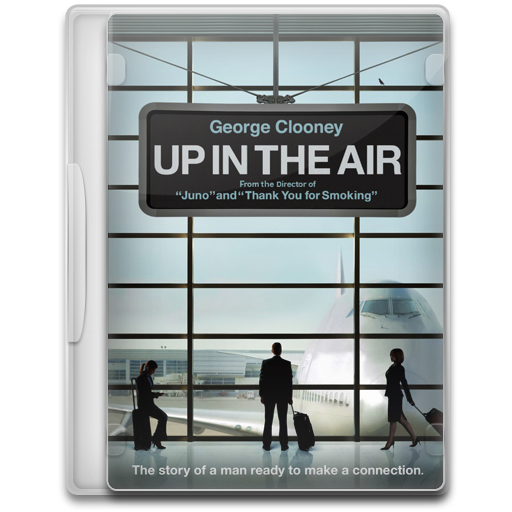 George Clooney
UP IN THE AIR
From the Director of
“Juno” and “Thank You for Smoking”
The story of a man ready to make a connection.